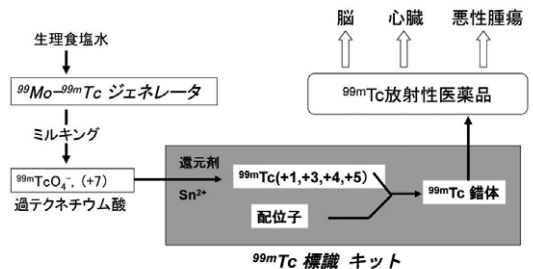 脳 心臓 悪性腫瘍
生理食塩水
99Mo–99mTc ジェネレータ
99mTc放射性医薬品
ミルキング
99mTcO4−, (+7)
過テクネチウム酸
還元剤
Sn2+
99mTc(+1,+3,+4,+5)
配位子
99mTc 錯体
99mTc 標識 キット